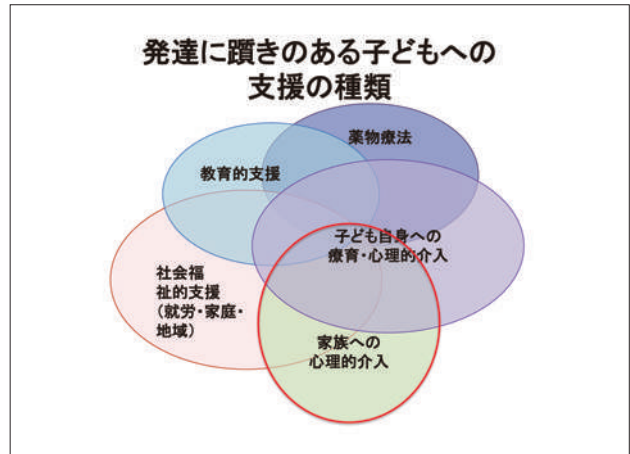 発達に躓きのある子どもへの
支援の種類
薬物療法
教育的支援
子ども自身への
療育・心理的介入
社会福
祉的支援
（就労・家庭・
地域）
家族への
心理的介入